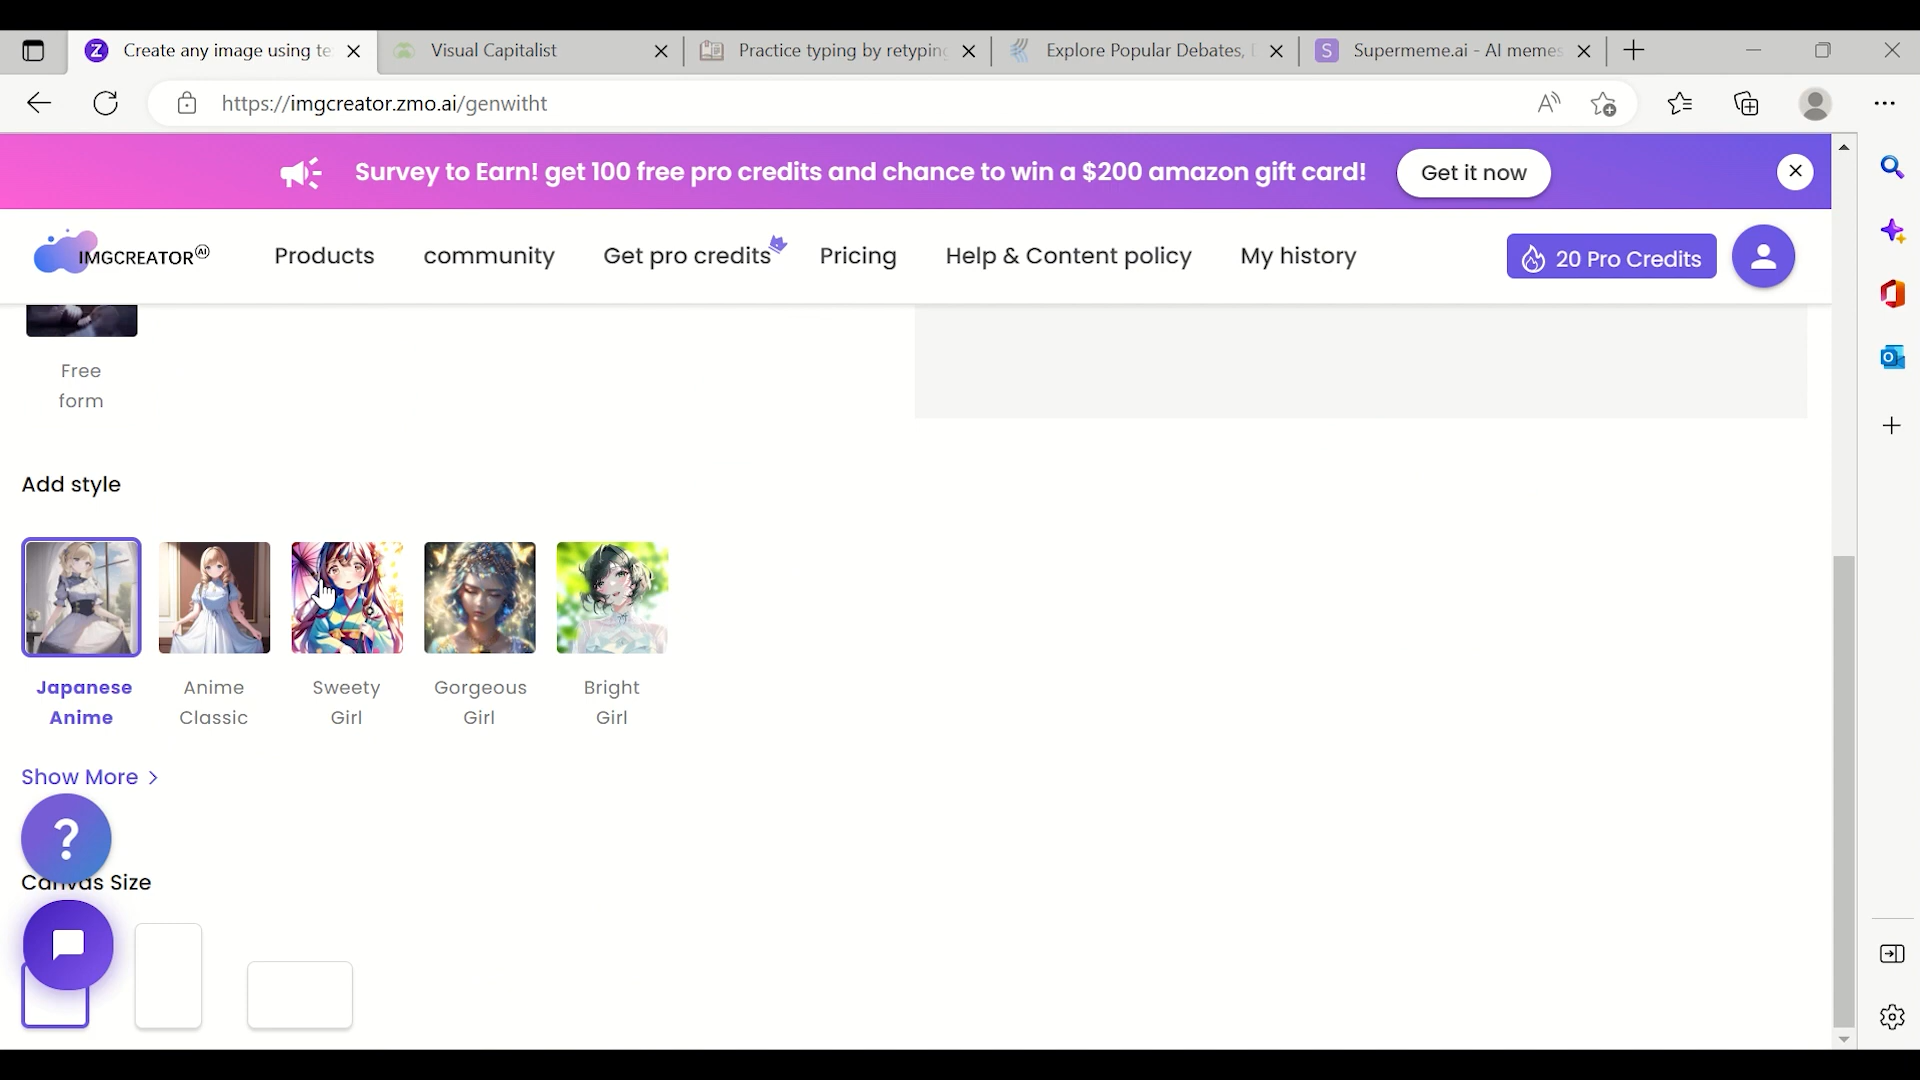 Create any image using te
Visual Capitalist
Practice typing by retyping
Explore Popular Debates,
Supermeme.ai - AI memes
https://imgcreator.zmo.ai/genwitht
Survey to Earn! get 100 free pro credits and chance to win a $200 amazon gift card!
Get it now
IMGCREATOR AI
Products
community
Get pro credits
Pricing
Help & Content policy
My history
20 Pro Credits
Free
form
Add style
Japanese
Anime
Anime
Classic
Sweety
Girl
Gorgeous
Girl
Bright
Girl
Show More >
?
Canvas Size